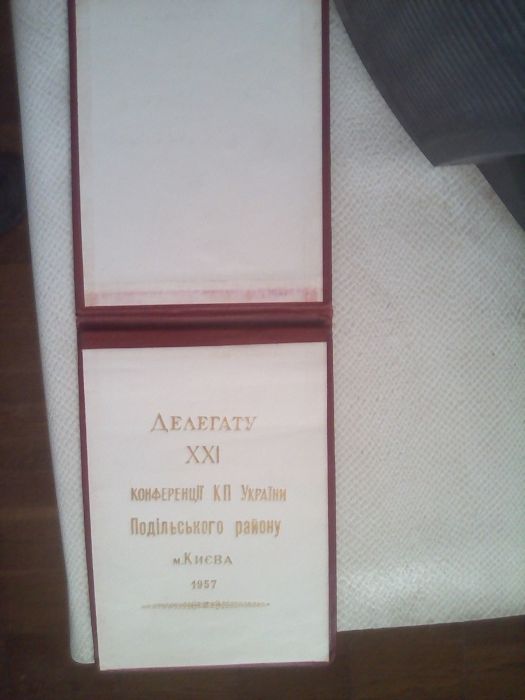 Делегату
XXI
конференції КП України
Подільського району
м.Києва
1957